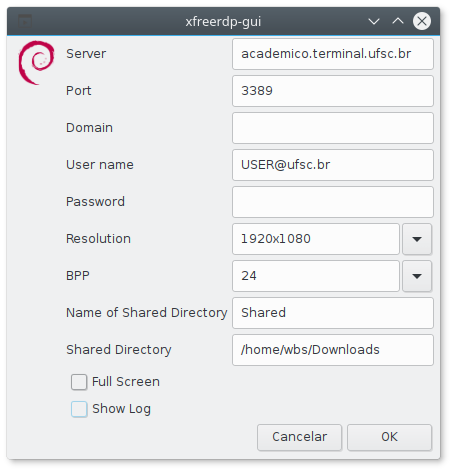 xfreerdp-gui
Server academico.terminal.ufsc.br
Port 3389
Domain
User name USER@ufsc.br
Password
Resolution 1920x1080
BPP 24
Name of Shared Directory Shared
Shared Directory /home/wbs/Downloads
Full Screen
Show Log
Cancelar OK